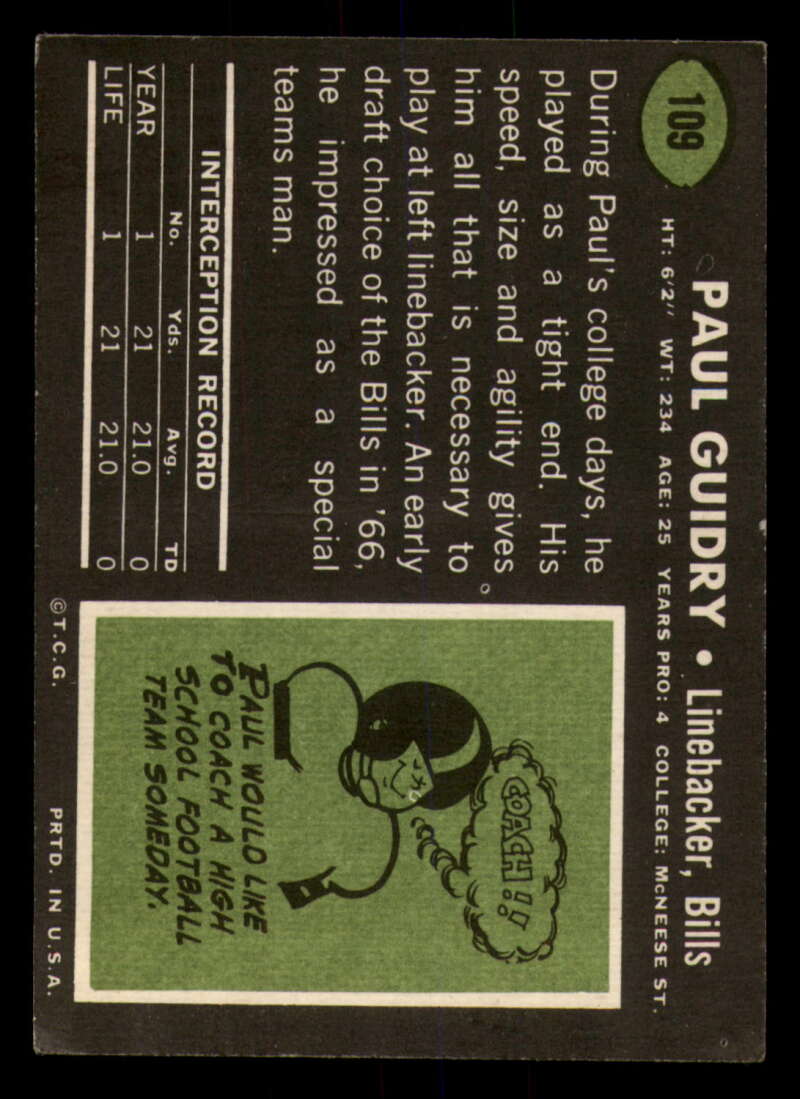 109
PAUL GUIDRY • Linebacker, Bills
HT: 6'2" WT: 234 AGE: 25 YEARS PRO: 4 COLLEGE: McNEESE ST.
During Paul's college days, he
played as a tight end. His
speed, size and agility gives
him all that is necessary to
play at left linebacker. An early
draft choice of the Bills in '66,
he impressed as a special
teams man.
INTERCEPTION RECORD
No. Yds. Avg. TD
YEAR 1 21 21.0 0
LIFE 1 21 21.0 0
COACH!!
PAUL WOULD LIKE
TO COACH A HIGH
SCHOOL FOOTBALL
TEAM SOMEDAY.
©T.C.G. PRTD. IN U.S.A.